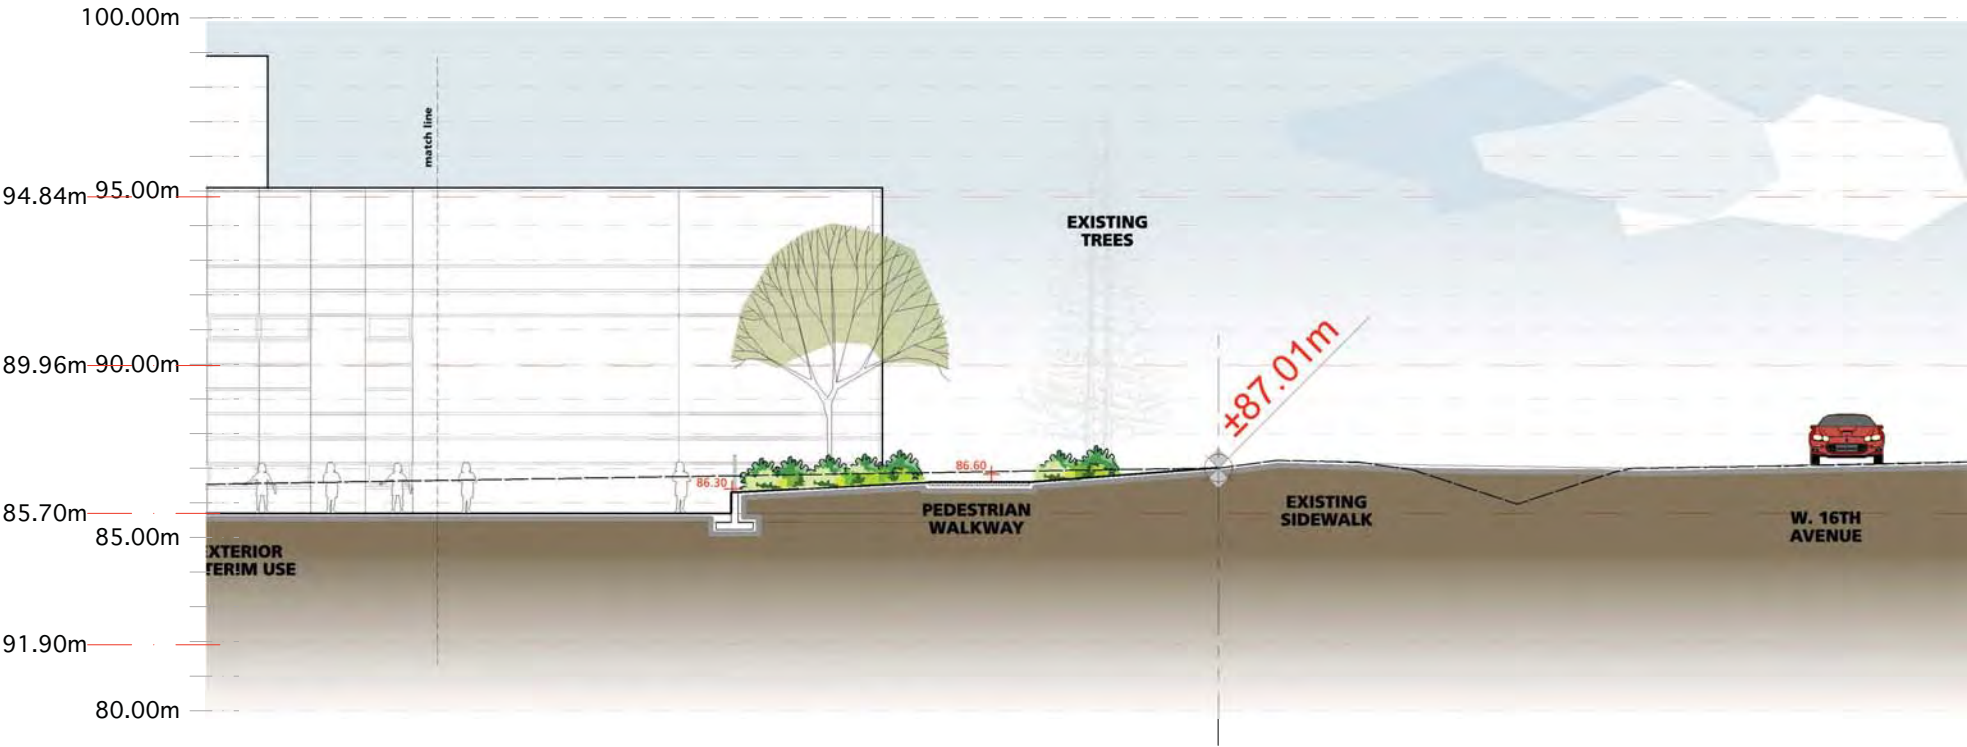 100.00m
match line
94.84m 95.00m
EXISTING
TREES
±87.01m
89.96m 90.00m
86.60
86.30
85.70m
PEDESTRIAN
WALKWAY
EXISTING
SIDEWALK
W. 16TH
AVENUE
85.00m
EXTERIOR
TER!M USE
91.90m
80.00m